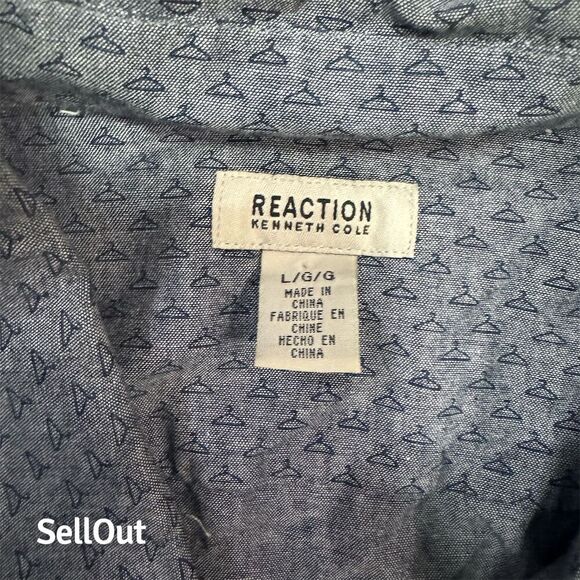 REACTION
KENNETH COLE
L/G/G
MADE IN
CHINA
FABRIQUE EN
CHINE
HECHO EN
CHINA
SellOut